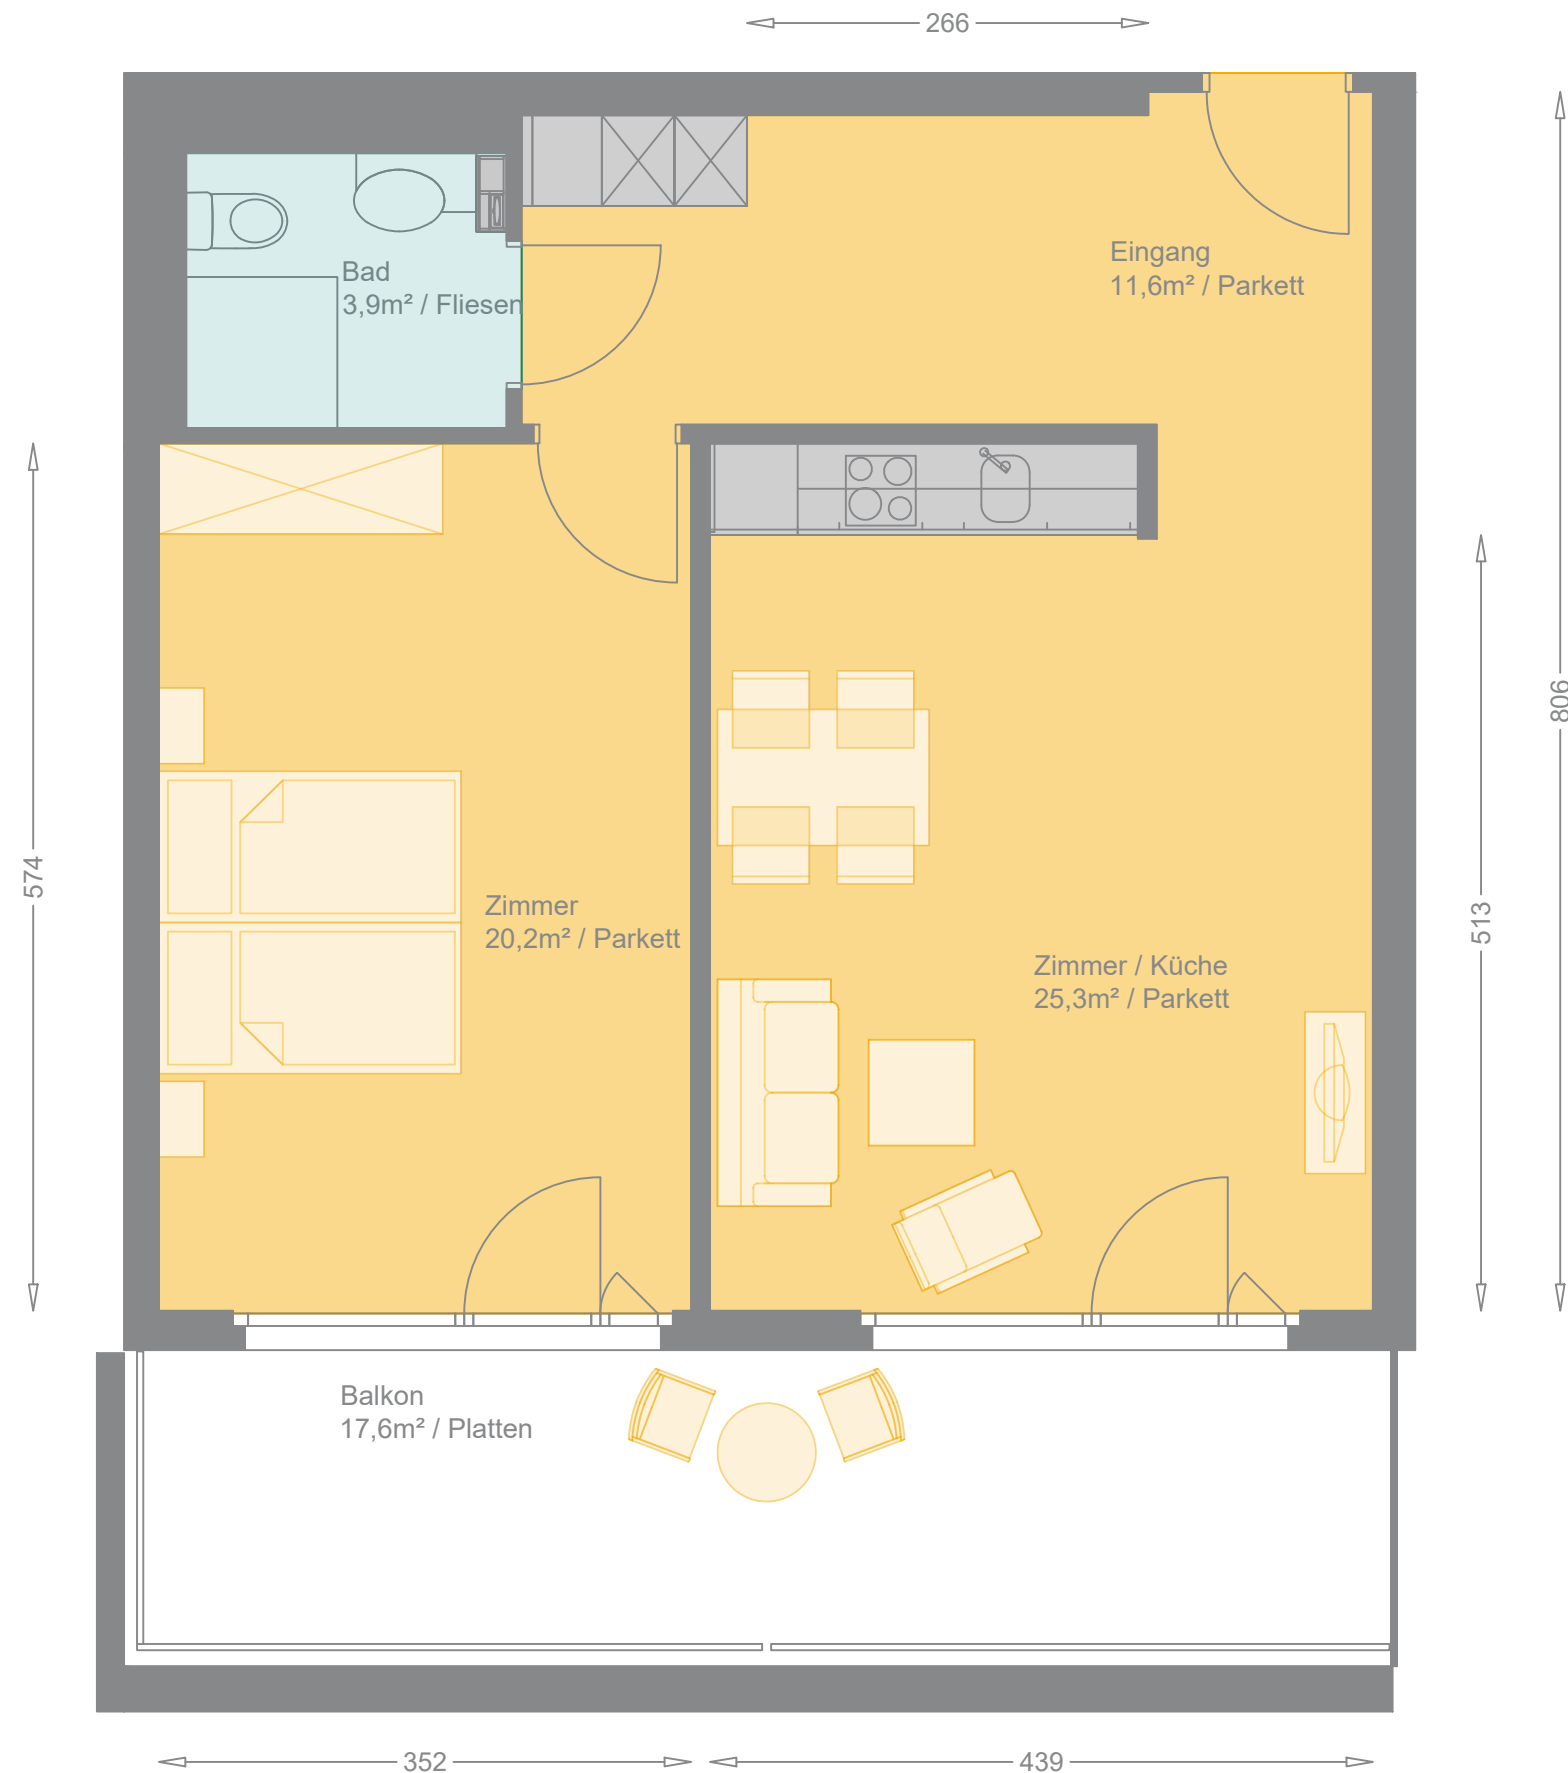 266
Bad
3,9m² / Fliesen
Eingang
11,6m² / Parkett
806
574
513
Zimmer
20,2m² / Parkett
Zimmer / Küche
25,3m² / Parkett
Balkon
17,6m² / Platten
352
439